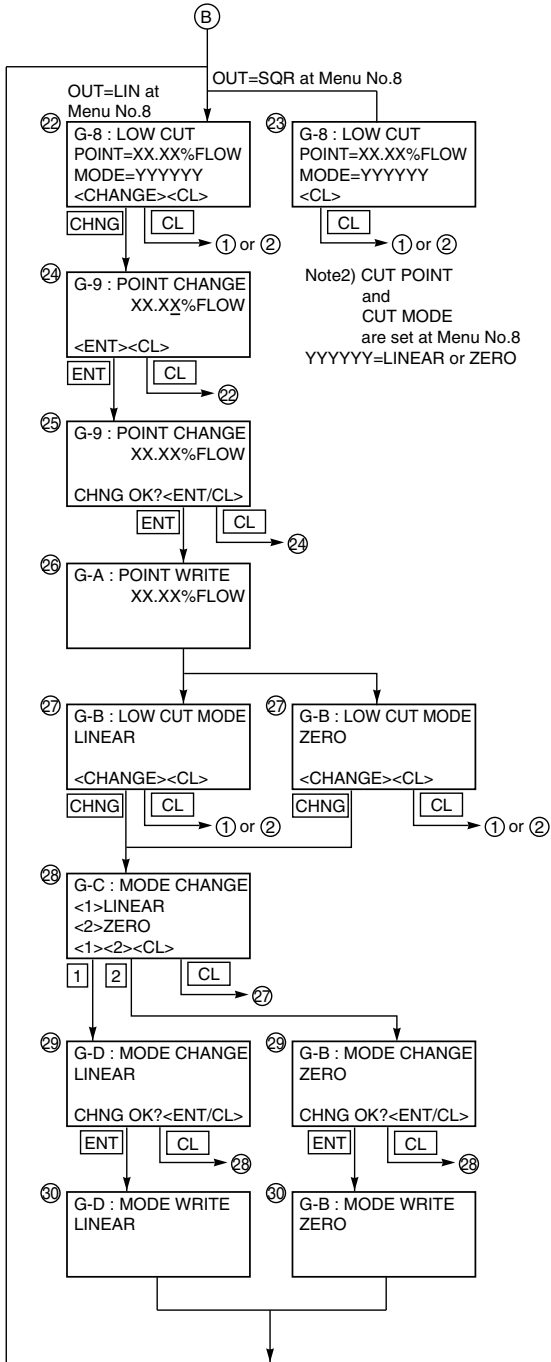 B
OUT=SQR at Menu No.8
OUT=LIN at
Menu No.8
22
G-8 : LOW CUT
POINT=XX.XX%FLOW
MODE=YYYYYY
<CHANGE><CL>
CHNG
CL
1 or 2
23
G-8 : LOW CUT
POINT=XX.XX%FLOW
MODE=YYYYYY
<CL>
CL
1 or 2
Note2) CUT POINT
and
CUT MODE
are set at Menu No.8
YYYYYY=LINEAR or ZERO
24
G-9 : POINT CHANGE
XX.XX%FLOW
<ENT><CL>
ENT
CL
22
25
G-9 : POINT CHANGE
XX.XX%FLOW
CHNG OK?<ENT/CL>
ENT
CL
24
26
G-A : POINT WRITE
XX.XX%FLOW
27
G-B : LOW CUT MODE
LINEAR
<CHANGE><CL>
CHNG
CL
1 or 2
27
G-B : LOW CUT MODE
ZERO
<CHANGE><CL>
CHNG
CL
1 or 2
28
G-C : MODE CHANGE
<1>LINEAR
<2>ZERO
<1><2><CL>
1
2
CL
27
29
G-D : MODE CHANGE
LINEAR
CHNG OK?<ENT/CL>
ENT
CL
28
29
G-B : MODE CHANGE
ZERO
CHNG OK?<ENT/CL>
ENT
CL
28
30
G-D : MODE WRITE
LINEAR
30
G-B : MODE WRITE
ZERO